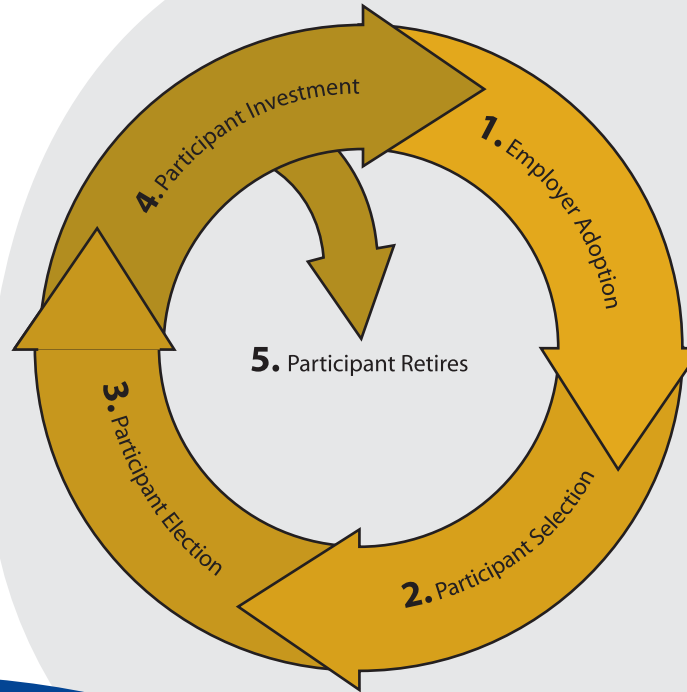 1. Employer Adoption
2. Participant Selection
3. Participant Election
4. Participant Investment
5. Participant Retires